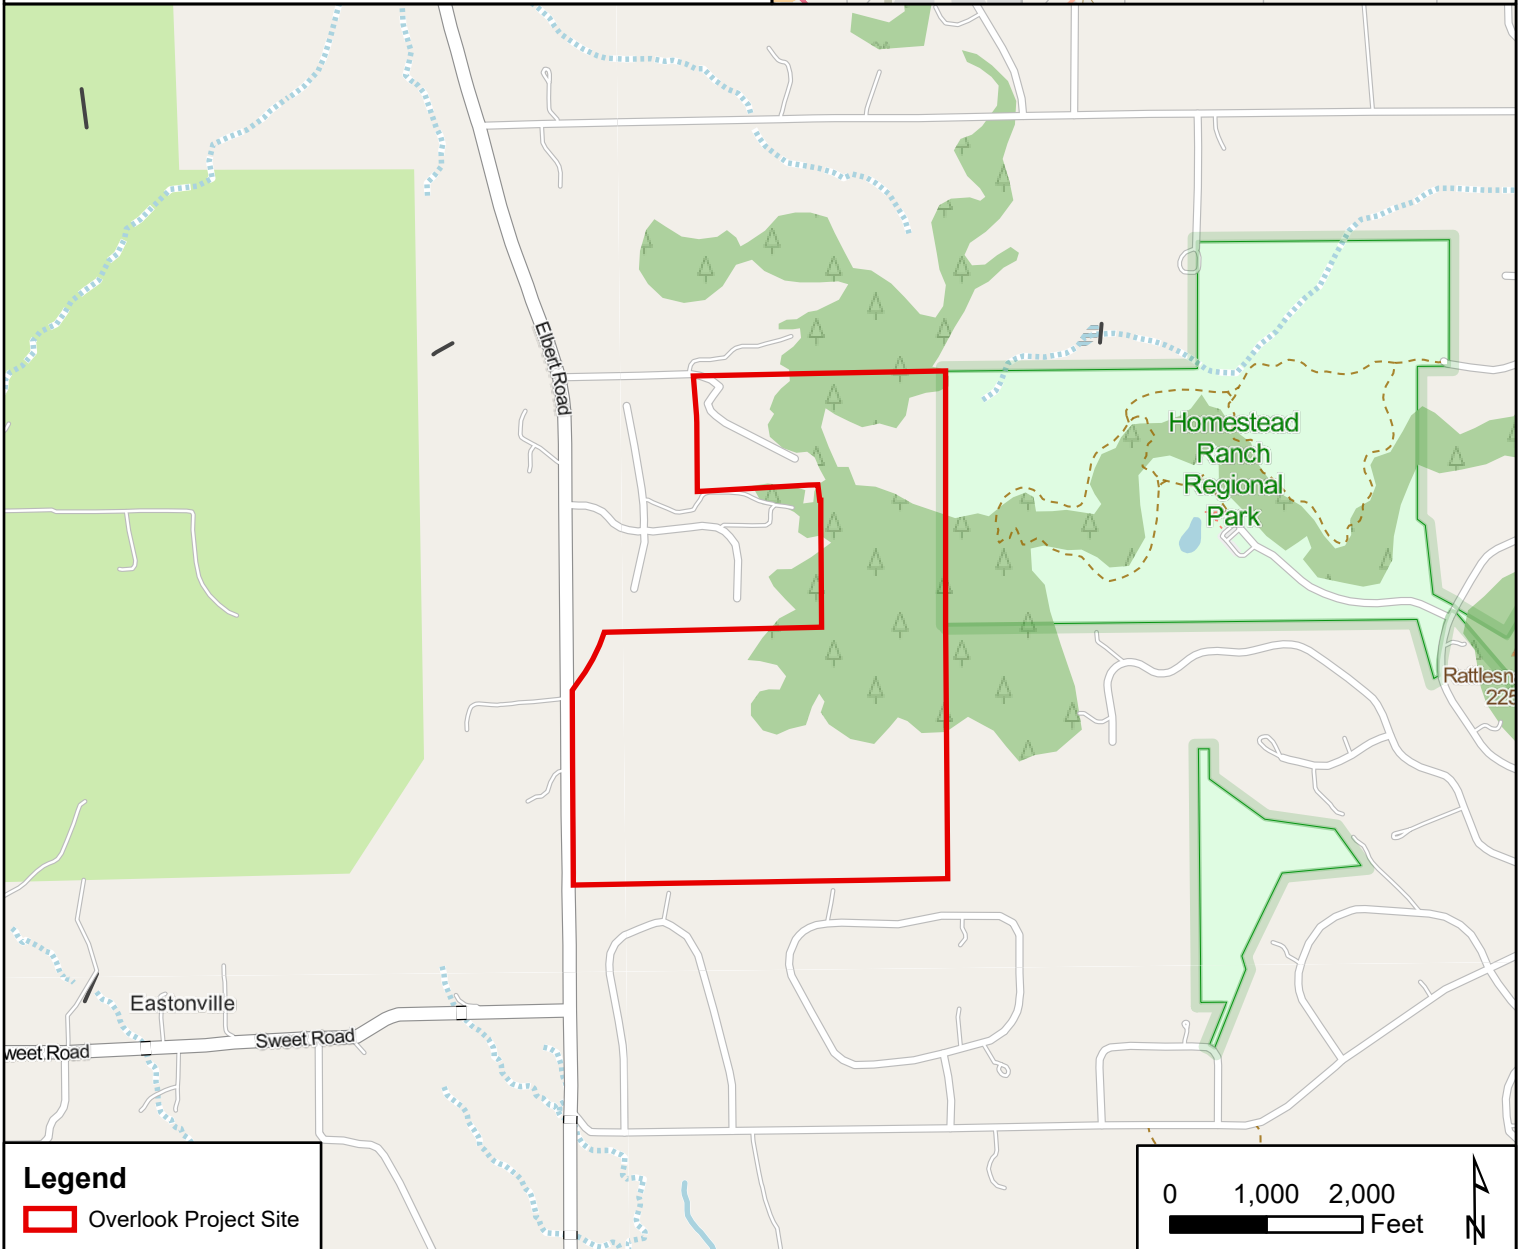 Elbert Road
Homestead
Ranch
Regional
Park
Rattlesn
225
Eastonville
Sweet Road
weet Road
Legend
Overlook Project Site
0 1,000 2,000
Feet
N